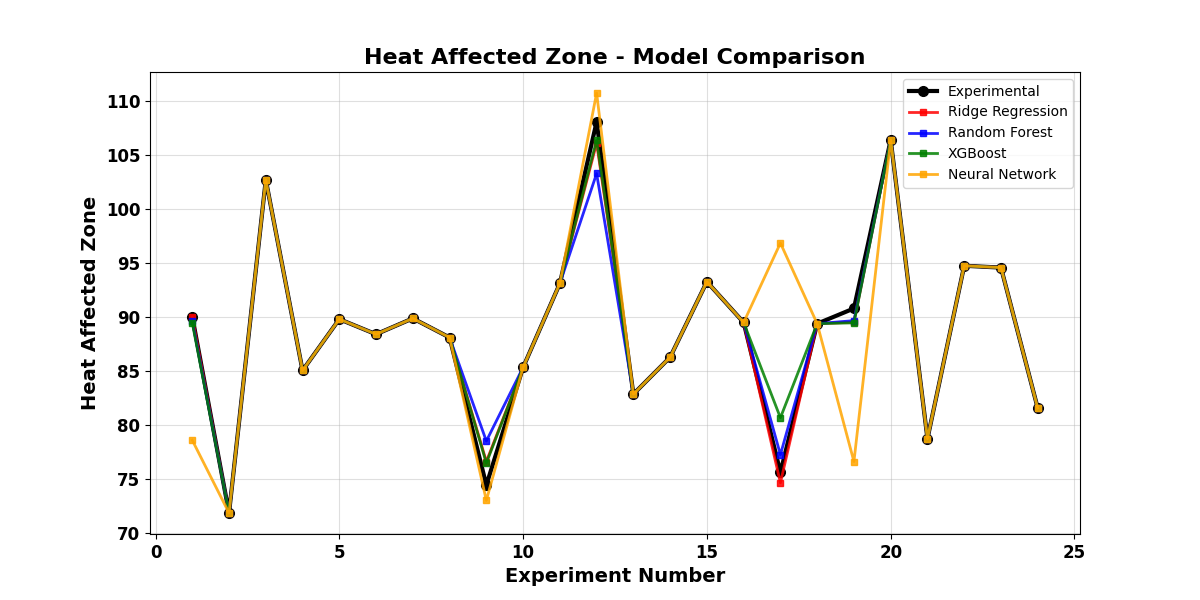 Heat Affected Zone - Model Comparison
Heat Affected Zone
110
105
100
95
90
85
80
75
70
Experimental
Ridge Regression
Random Forest
XGBoost
Neural Network
0 5 10 15 20 25
Experiment Number